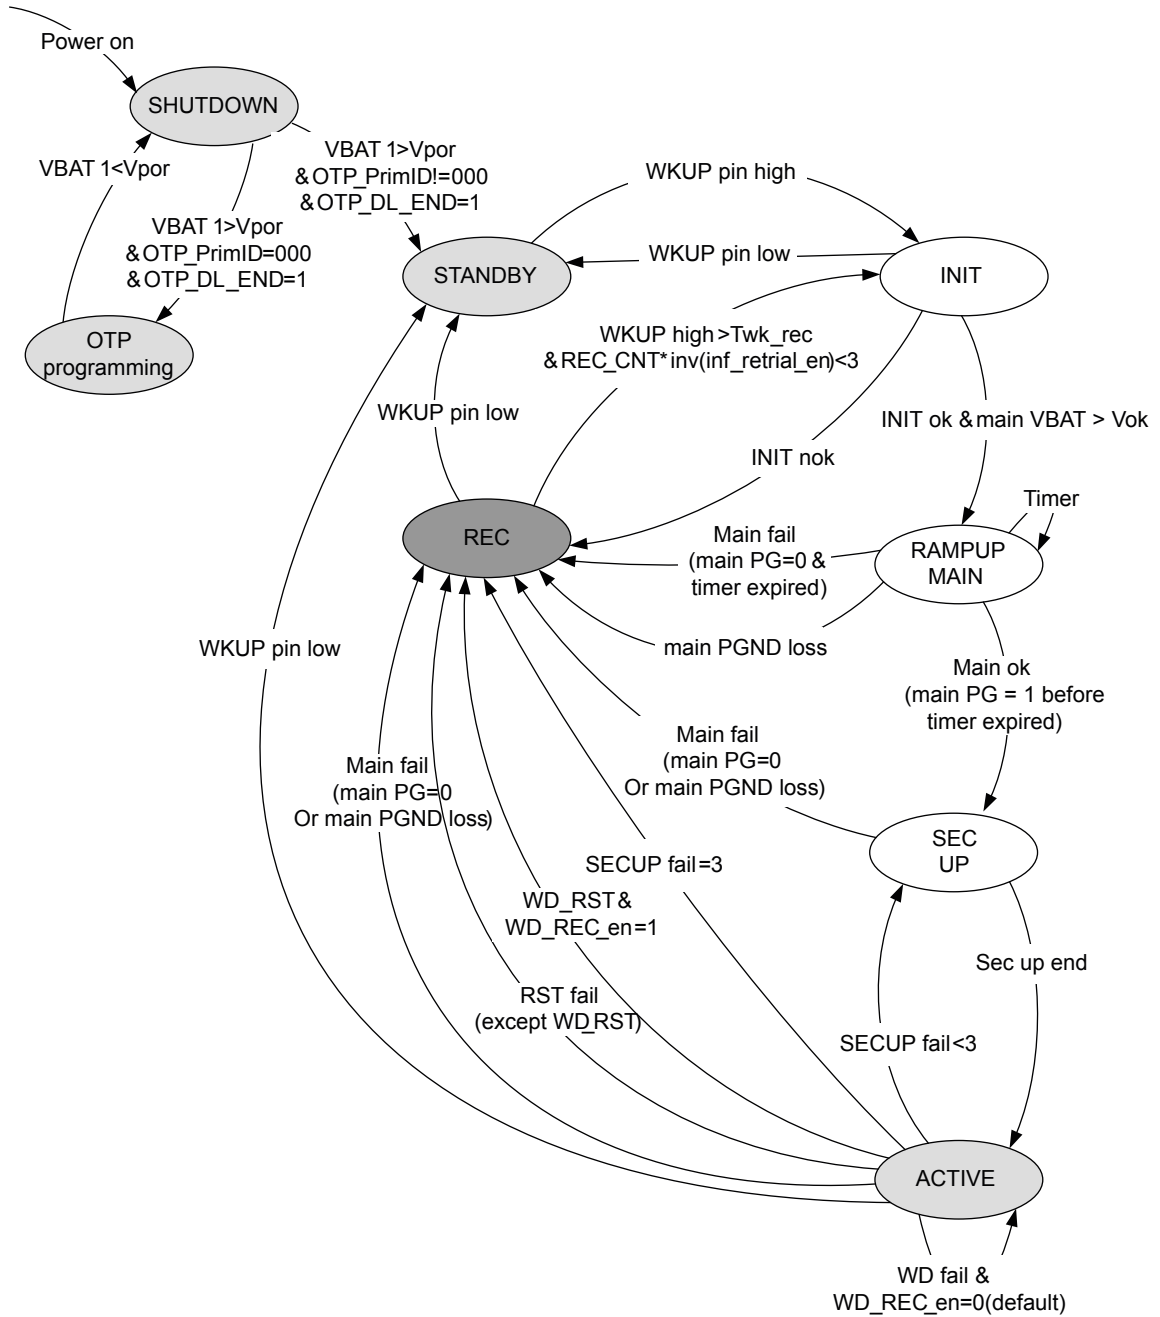 Power on
SHUTDOWN
VBAT 1<Vpor
VBAT 1>Vpor
& OTP_PrimID!=000
& OTP_DL_END=1
VBAT 1>Vpor
& OTP_PrimID=000
& OTP_DL_END=1
OTP
programming
WKUP pin high
WKUP pin low
STANDBY
INIT
WKUP high >Twk_rec
& REC_CNT* inv(inf_retrial_en)<3
WKUP pin low
INIT ok & main VBAT > Vok
INIT nok
Timer
REC
Main fail
(main PG=0 &
timer expired)
RAMPUP
MAIN
main PGND loss
WKUP pin low
Main ok
(main PG = 1 before
timer expired)
Main fail
(main PG=0
Or main PGND loss)
Main fail
(main PG=0
Or main PGND loss)
SEC
UP
SECUP fail=3
WD_RST &
WD_REC_en=1
Sec up end
RST fail
(except WD_RST)
SECUP fail<3
ACTIVE
WD fail &
WD_REC_en=0(default)